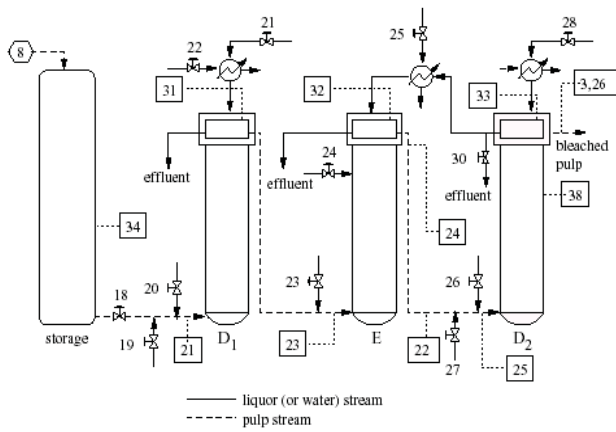 8
22
21
25
28
31
32
33
3,26
bleached
pulp
effluent
24
effluent
30
effluent
34
24
38
18
20
23
26
19
21
23
22
27
25
storage
D1
E
D2
liquor (or water) stream
pulp stream